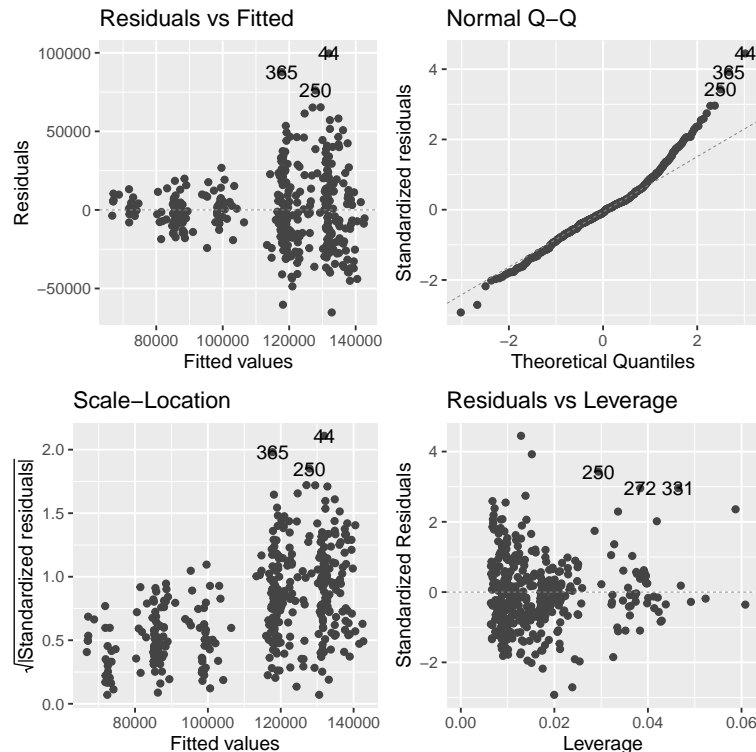 Residuals vs Fitted
100000
50000
0
−50000
80000 100000 120000 140000
Fitted values
Residuals
44
365
250
Normal Q−Q
4
2
0
−2
−2 0 2
Theoretical Quantiles
Standardized residuals
44
365
250
Scale−Location
2.0
1.5
1.0
0.5
0.0
80000 100000 120000 140000
Fitted values
√|Standardized residuals|
44
365
250
Residuals vs Leverage
4
2
0
−2
0.00 0.02 0.04 0.06
Leverage
Standardized Residuals
250
272 331